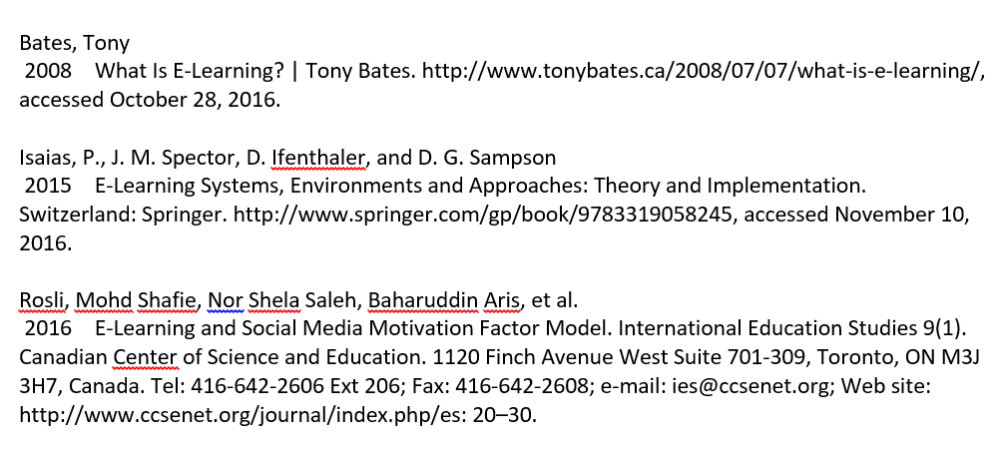 Bates, Tony
2008 What Is E-Learning? | Tony Bates. http://www.tonybates.ca/2008/07/07/what-is-e-learning/,
accessed October 28, 2016.
Isaias, P., J. M. Spector, D. Ifenthaler, and D. G. Sampson
2015 E-Learning Systems, Environments and Approaches: Theory and Implementation.
Switzerland: Springer. http://www.springer.com/gp/book/9783319058245, accessed November 10,
2016.
Rosli, Mohd Shafie, Nor Shela Saleh, Baharuddin Aris, et al.
2016 E-Learning and Social Media Motivation Factor Model. International Education Studies 9(1).
Canadian Center of Science and Education. 1120 Finch Avenue West Suite 701-309, Toronto, ON M3J
3H7, Canada. Tel: 416-642-2606 Ext 206; Fax: 416-642-2608; e-mail: ies@ccsenet.org; Web site:
http://www.ccsenet.org/journal/index.php/es: 20–30.